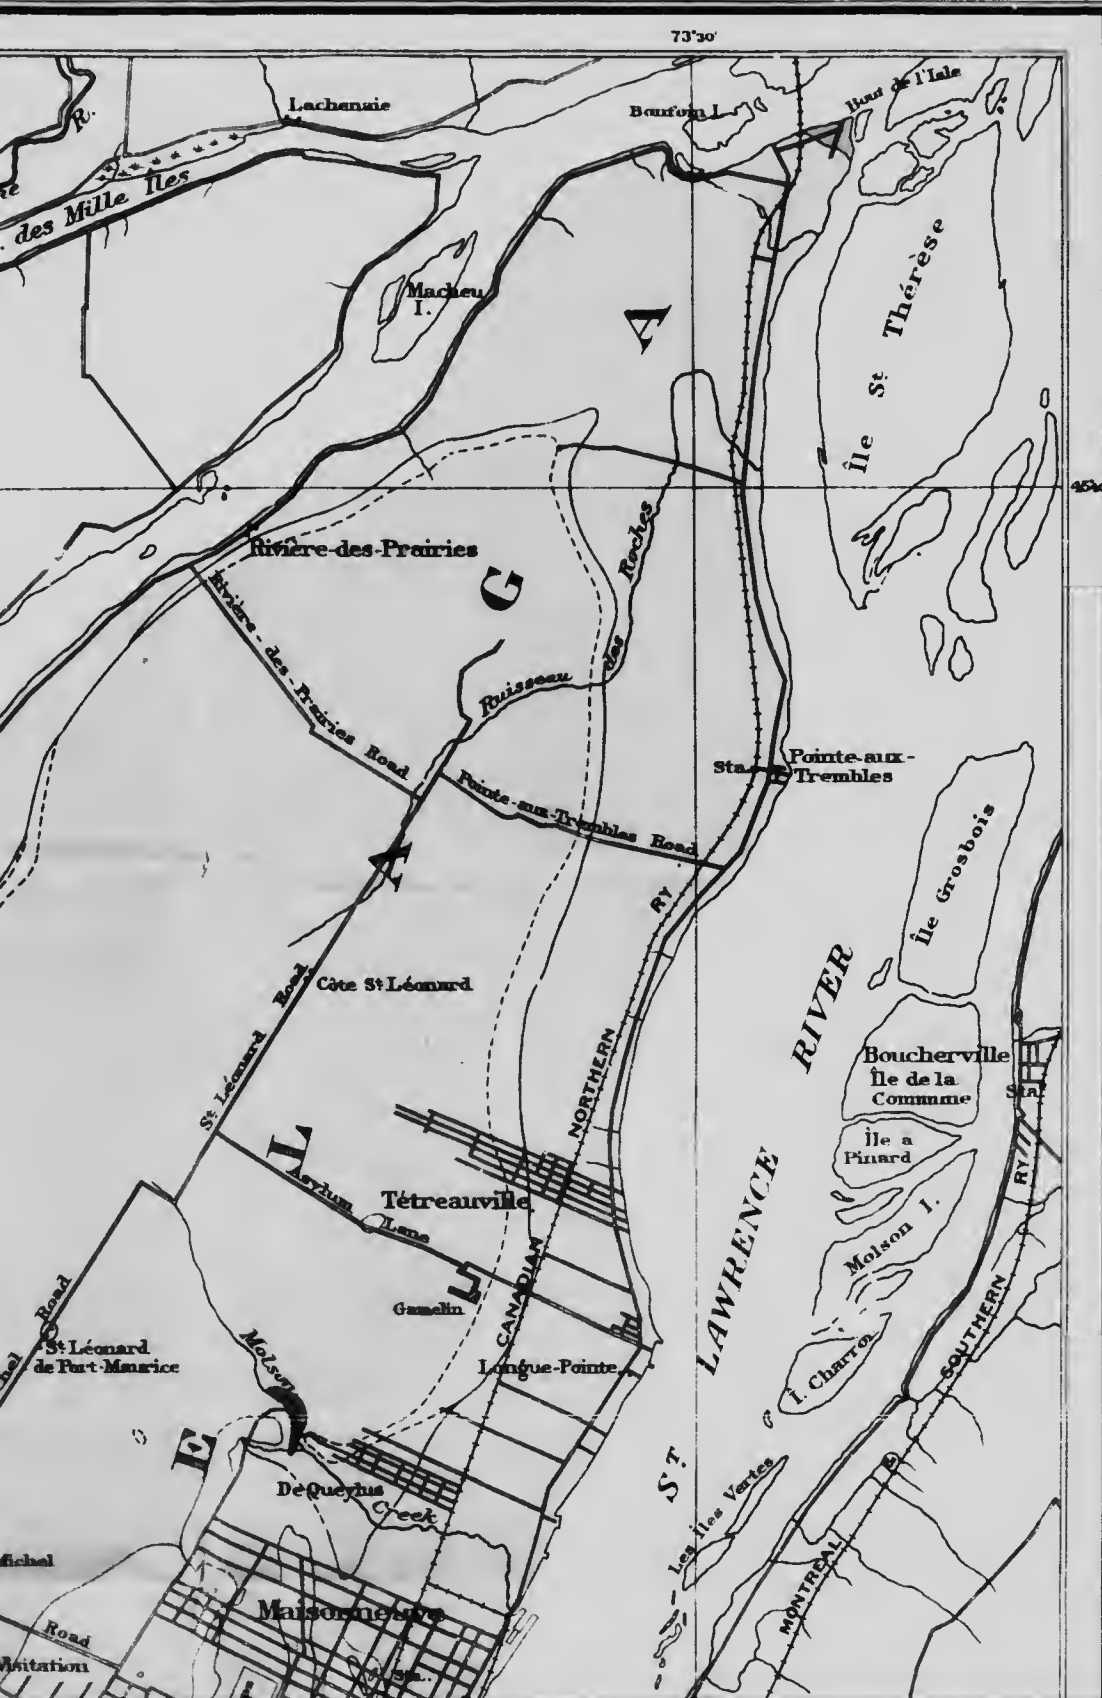 73°30'
Lachenaie
Bout de l'Isle
R.
des Mille Îles
Macheu
I.
A
Île St. Thérèse
Rivière-des-Prairies
G
Ruisseau des Roches
Rivière-des-Prairies Road
Pointe-aux-
Trembles
Sta.
Pointe-aux-Trembles Road
A
RY
Île Grosbois
Côte St. Léonard
St. Léonard Road
RIVER
Boucherville
Île de la
Commune
Sta.
NORTHERN
Île a
Pinard
RY
L
Asylum Lane
Tétreauville
LAWRENCE
Molson I.
CANADIAN
Gamelin
Road
St. Léonard
de Port-Maurice
Molson
Longue-Pointe
I. Charron
SOUTHERN
E
ST.
De Queylus
Creek
Les Îles Vertes
MONTREAL
Maisonneuve
Road
Sta.